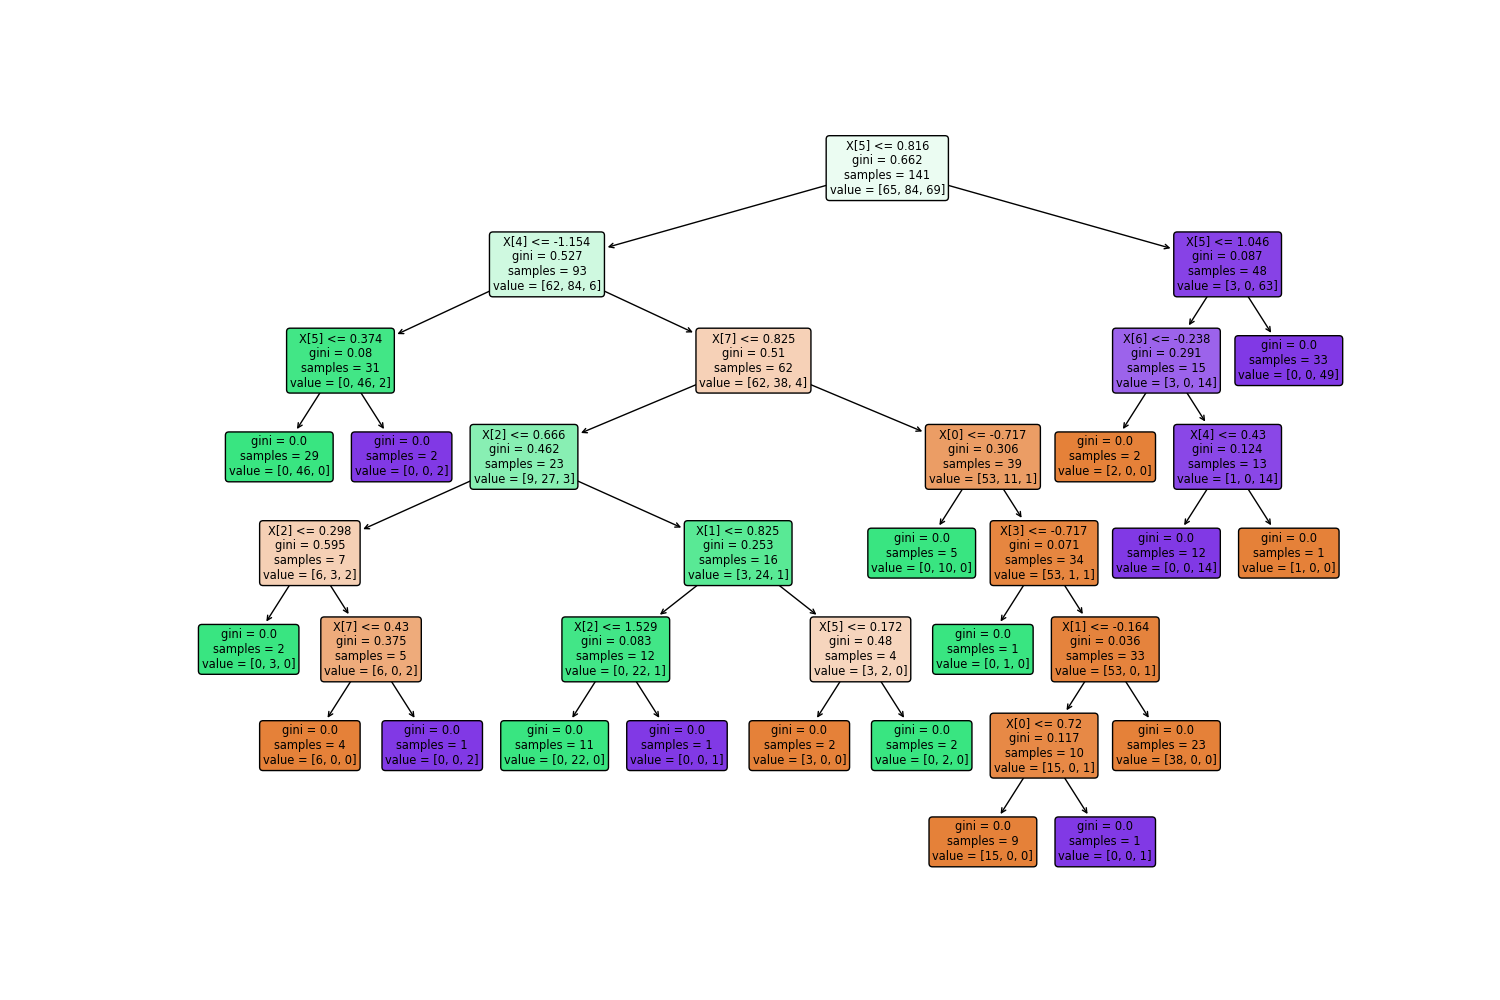 X[5] <= 0.816
gini = 0.662
samples = 141
value = [65, 84, 69]
X[4] <= -1.154
gini = 0.527
samples = 93
value = [62, 84, 6]
X[5] <= 1.046
gini = 0.087
samples = 48
value = [3, 0, 63]
X[5] <= 0.374
gini = 0.08
samples = 31
value = [0, 46, 2]
X[7] <= 0.825
gini = 0.51
samples = 62
value = [62, 38, 4]
X[6] <= -0.238
gini = 0.291
samples = 15
value = [3, 0, 14]
gini = 0.0
samples = 33
value = [0, 0, 49]
gini = 0.0
samples = 29
value = [0, 46, 0]
gini = 0.0
samples = 2
value = [0, 0, 2]
X[2] <= 0.666
gini = 0.462
samples = 23
value = [9, 27, 3]
X[0] <= -0.717
gini = 0.306
samples = 39
value = [53, 11, 1]
gini = 0.0
samples = 2
value = [2, 0, 0]
X[4] <= 0.43
gini = 0.124
samples = 13
value = [1, 0, 14]
X[2] <= 0.298
gini = 0.595
samples = 7
value = [6, 3, 2]
X[1] <= 0.825
gini = 0.253
samples = 16
value = [3, 24, 1]
gini = 0.0
samples = 5
value = [0, 10, 0]
X[3] <= -0.717
gini = 0.071
samples = 34
value = [53, 1, 1]
gini = 0.0
samples = 12
value = [0, 0, 14]
gini = 0.0
samples = 1
value = [1, 0, 0]
gini = 0.0
samples = 2
value = [0, 3, 0]
X[7] <= 0.43
gini = 0.375
samples = 5
value = [6, 0, 2]
X[2] <= 1.529
gini = 0.083
samples = 12
value = [0, 22, 1]
X[5] <= 0.172
gini = 0.48
samples = 4
value = [3, 2, 0]
gini = 0.0
samples = 1
value = [0, 1, 0]
X[1] <= -0.164
gini = 0.036
samples = 33
value = [53, 0, 1]
gini = 0.0
samples = 4
value = [6, 0, 0]
gini = 0.0
samples = 1
value = [0, 0, 2]
gini = 0.0
samples = 11
value = [0, 22, 0]
gini = 0.0
samples = 1
value = [0, 0, 1]
gini = 0.0
samples = 2
value = [3, 0, 0]
gini = 0.0
samples = 2
value = [0, 2, 0]
X[0] <= 0.72
gini = 0.117
samples = 10
value = [15, 0, 1]
gini = 0.0
samples = 23
value = [38, 0, 0]
gini = 0.0
samples = 9
value = [15, 0, 0]
gini = 0.0
samples = 1
value = [0, 0, 1]